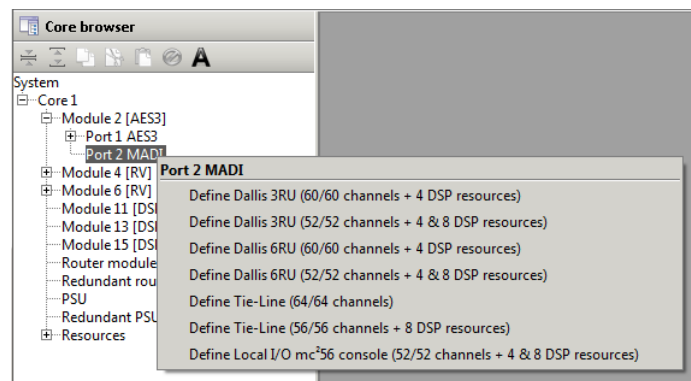 Core browser
A
System
Core 1
Module 2 [AES3]
Port 1 AES3
Port 2 MADI
Module 4 [RV]
Module 6 [RV]
Module 11 [DS
Module 13 [DS
Module 15 [DS
Router module
Redundant rou
PSU
Redundant PSU
Resources
Port 2 MADI
Define Dallis 3RU (60/60 channels + 4 DSP resources)
Define Dallis 3RU (52/52 channels + 4 & 8 DSP resources)
Define Dallis 6RU (60/60 channels + 4 DSP resources)
Define Dallis 6RU (52/52 channels + 4 & 8 DSP resources)
Define Tie-Line (64/64 channels)
Define Tie-Line (56/56 channels + 8 DSP resources)
Define Local I/O mc²56 console (52/52 channels + 4 & 8 DSP resources)